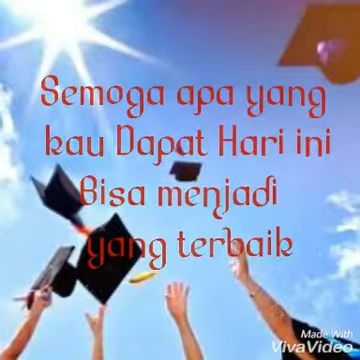 Semoga apa yang
kau Dapat Hari ini
Bisa menjadi
yang terbaik
Made With
VivaVideo